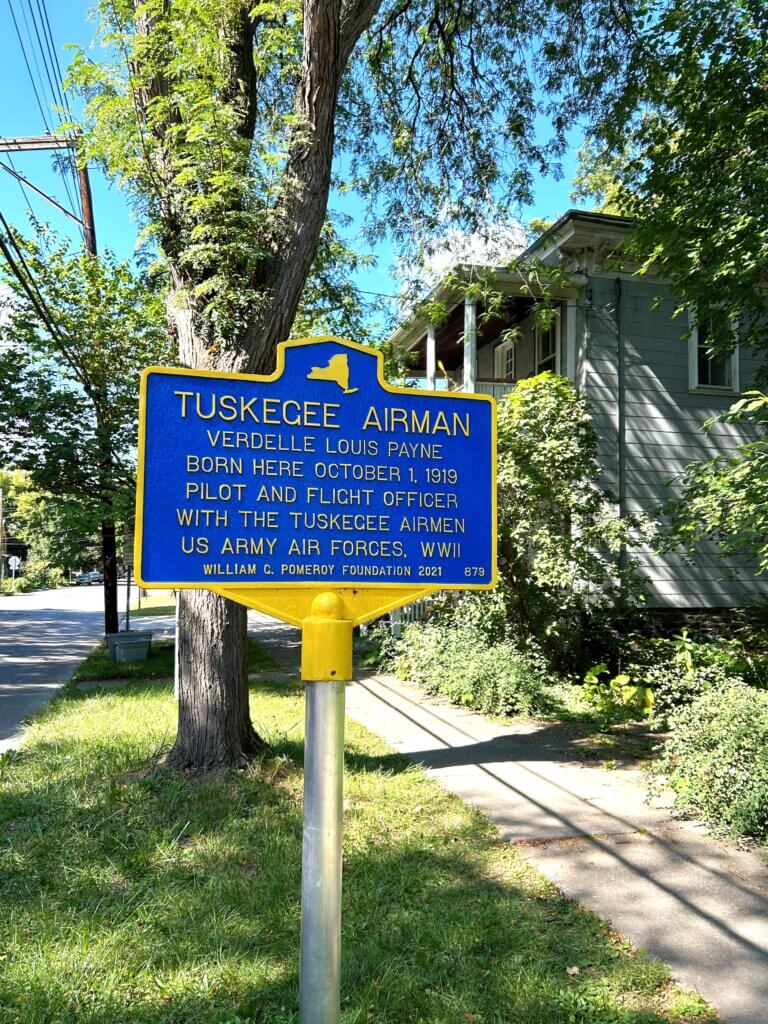 TUSKEGEE AIRMAN
VERDELLE LOUIS PAYNE
BORN HERE OCTOBER 1, 1919
PILOT AND FLIGHT OFFICER
WITH THE TUSKEGEE AIRMEN
US ARMY AIR FORCES, WWII
WILLIAM G. POMEROY FOUNDATION 2021 879